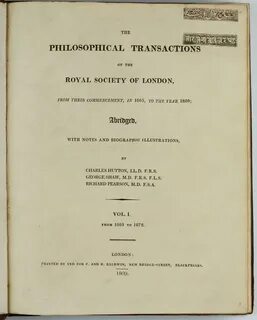 THE
PHILOSOPHICAL TRANSACTIONS
OF THE
ROYAL SOCIETY OF LONDON,
FROM THEIR COMMENCEMENT, IN 1665, TO THE YEAR 1800;
Abridged,
WITH NOTES AND BIOGRAPHIC ILLUSTRATIONS,
BY
CHARLES HUTTON, LL.D. F.R.S.
GEORGE SHAW, M.D. F.R.S. F.L.S.
RICHARD PEARSON, M.D. F.S.A.
VOL. I.
FROM 1665 TO 1672.
LONDON:
PRINTED BY AND FOR C. AND R. BALDWIN, NEW BRIDGE-STREET, BLACKFRIARS.
1809.